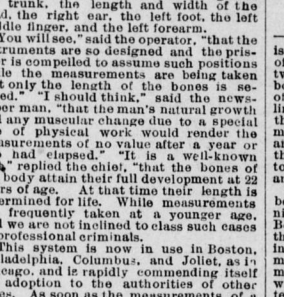 trunk, the length and width of the
d, the right ear, the left foot, the left
ddle finger, and the left forearm.
You will see," said the operator, "that the
truments are so designed and the pris-
r is compelled to assume such positions
le the measurements are being taken
t only the length of the bones is se-
ed." "I should think," said the news-
per man, "that the man's natural growth
any muscular change due to a special
of physical work would render the
asurements of no value after a year or
had elapsed." "It is a well-known
" replied the chief, "that the bones of
body attain their full development at 22
rs of age. At that time their length is
ermined for life. While measurements
frequently taken at a younger age,
we are not inclined to class such cases
professional criminals.
This system is now in use in Boston,
ladelphia, Columbus, and Joliet, as in
cago, and is rapidly commending itself
adoption to the authorities of other
es. As soon as the measurements of a